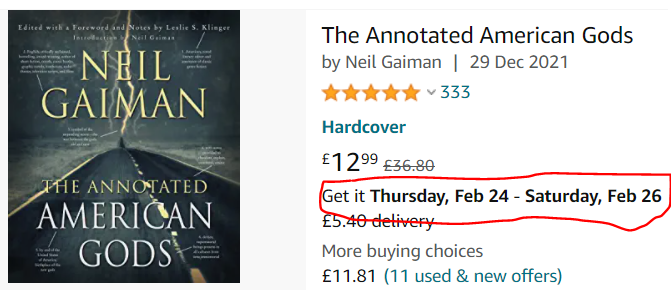 Edited with a Foreword and Notes by Leslie S. Klinger
Introduction by Neil Gaiman
NEIL
GAIMAN
THE ANNOTATED
AMERICAN
GODS
The Annotated American Gods
by Neil Gaiman | 29 Dec 2021
333
Hardcover
£12.99 £36.80
Get it Thursday, Feb 24 - Saturday, Feb 26
£5.40 delivery
More buying choices
£11.81 (11 used & new offers)